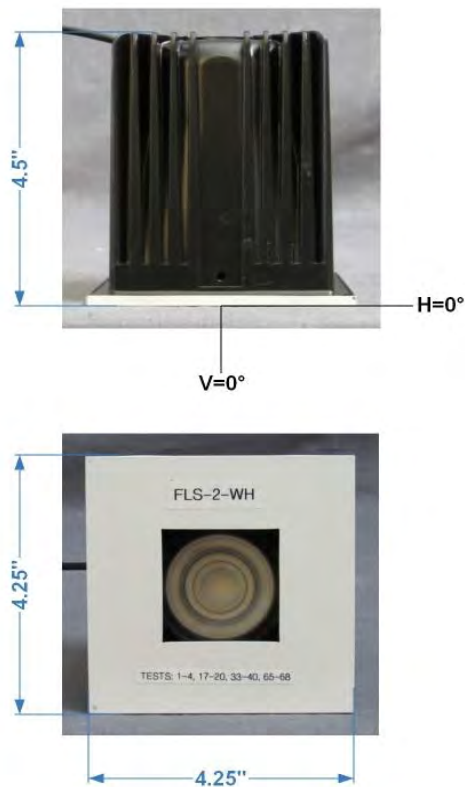 4.5"
H=0°
V=0°
FLS-2-WH
4.25"
TESTS: 1-4, 17-20, 33-40, 65-68
4.25"